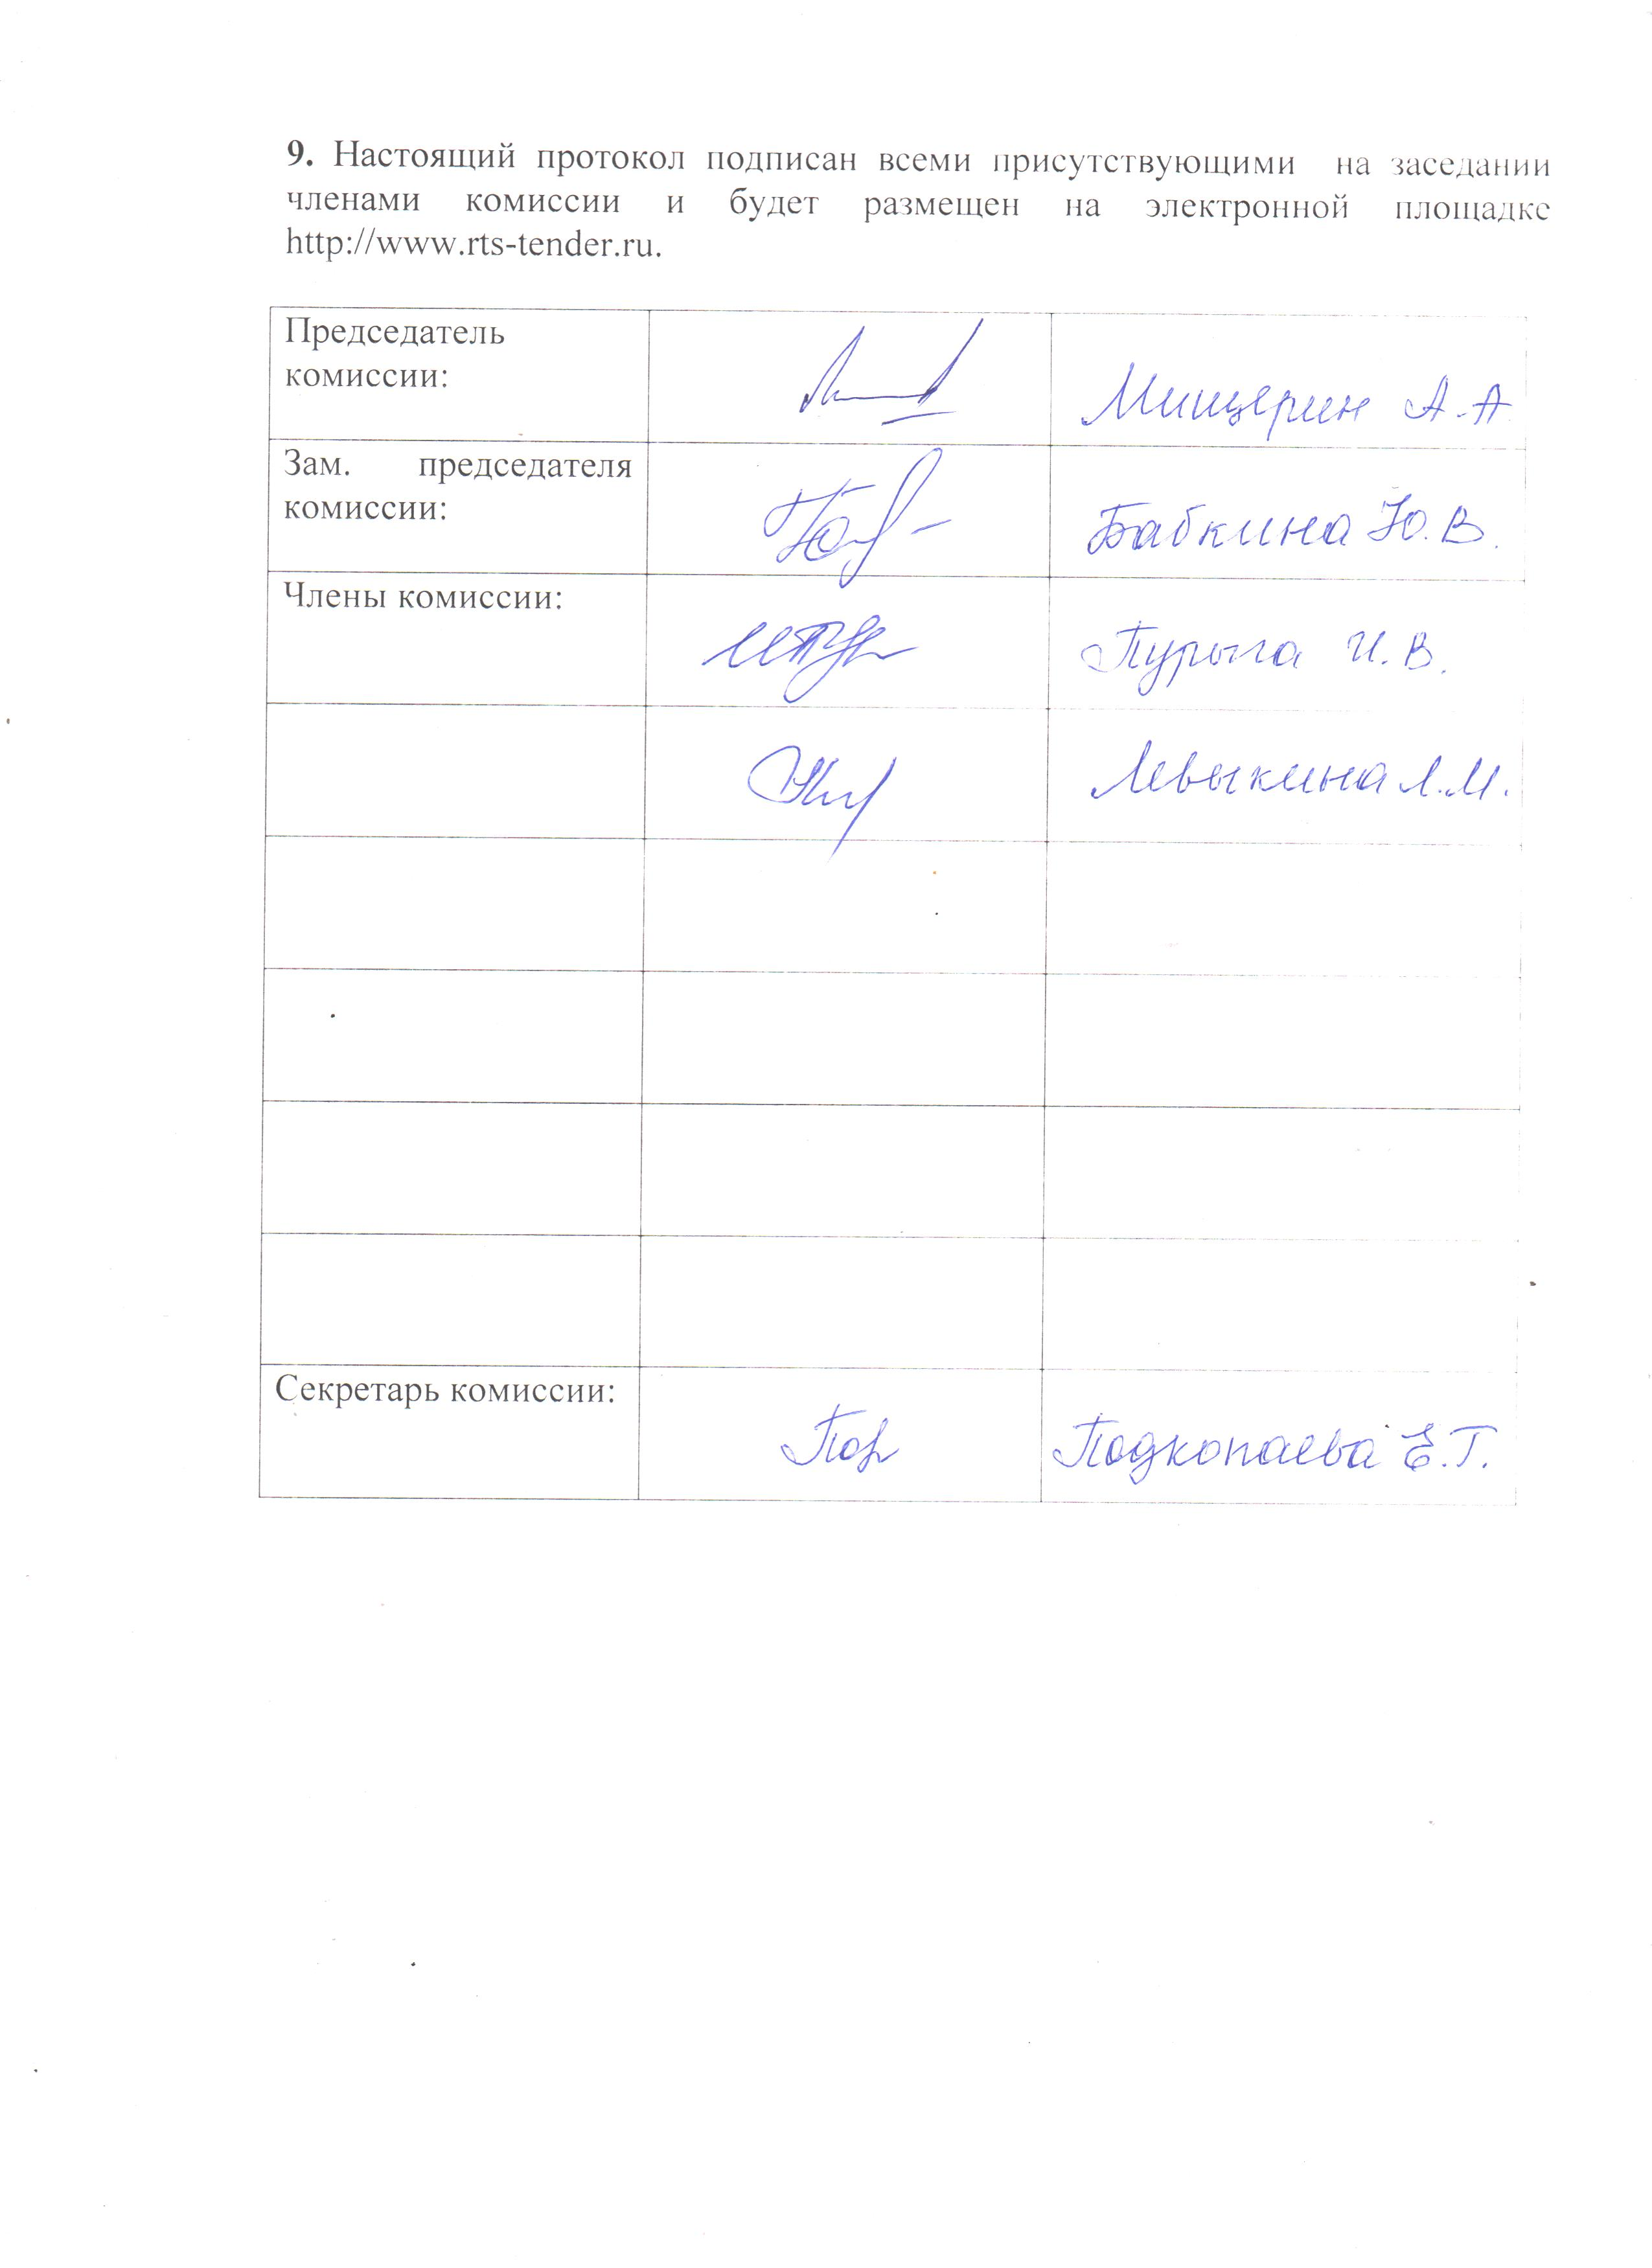 9. Настоящий протокол подписан всеми присутствующими на заседании
членами комиссии и будет размещен на электронной площадке
http://www.rts-tender.ru.
Председатель
комиссии:
Мищерин А.А
Зам. председателя
комиссии:
Бабкина Ю.В.
Члены комиссии:
Пурыга И.В.
Левыкина Л.М.
Секретарь комиссии:
Подкопаева Е.Г.